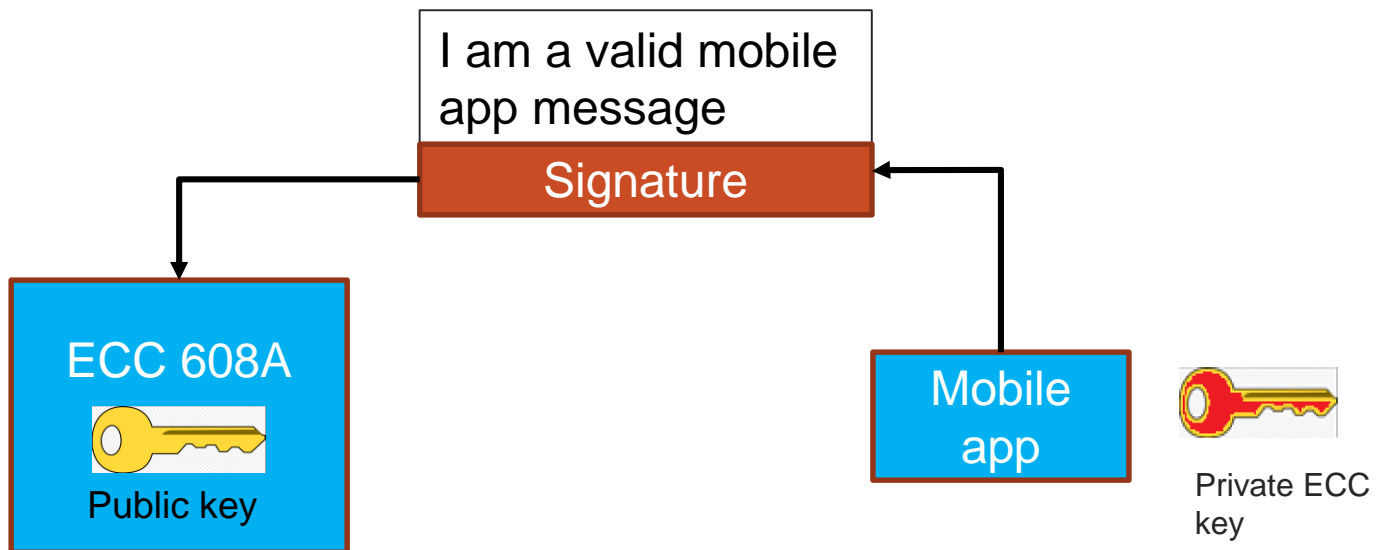 I am a valid mobile
app message
Signature
ECC 608A
Public key
Mobile
app
Private ECC
key